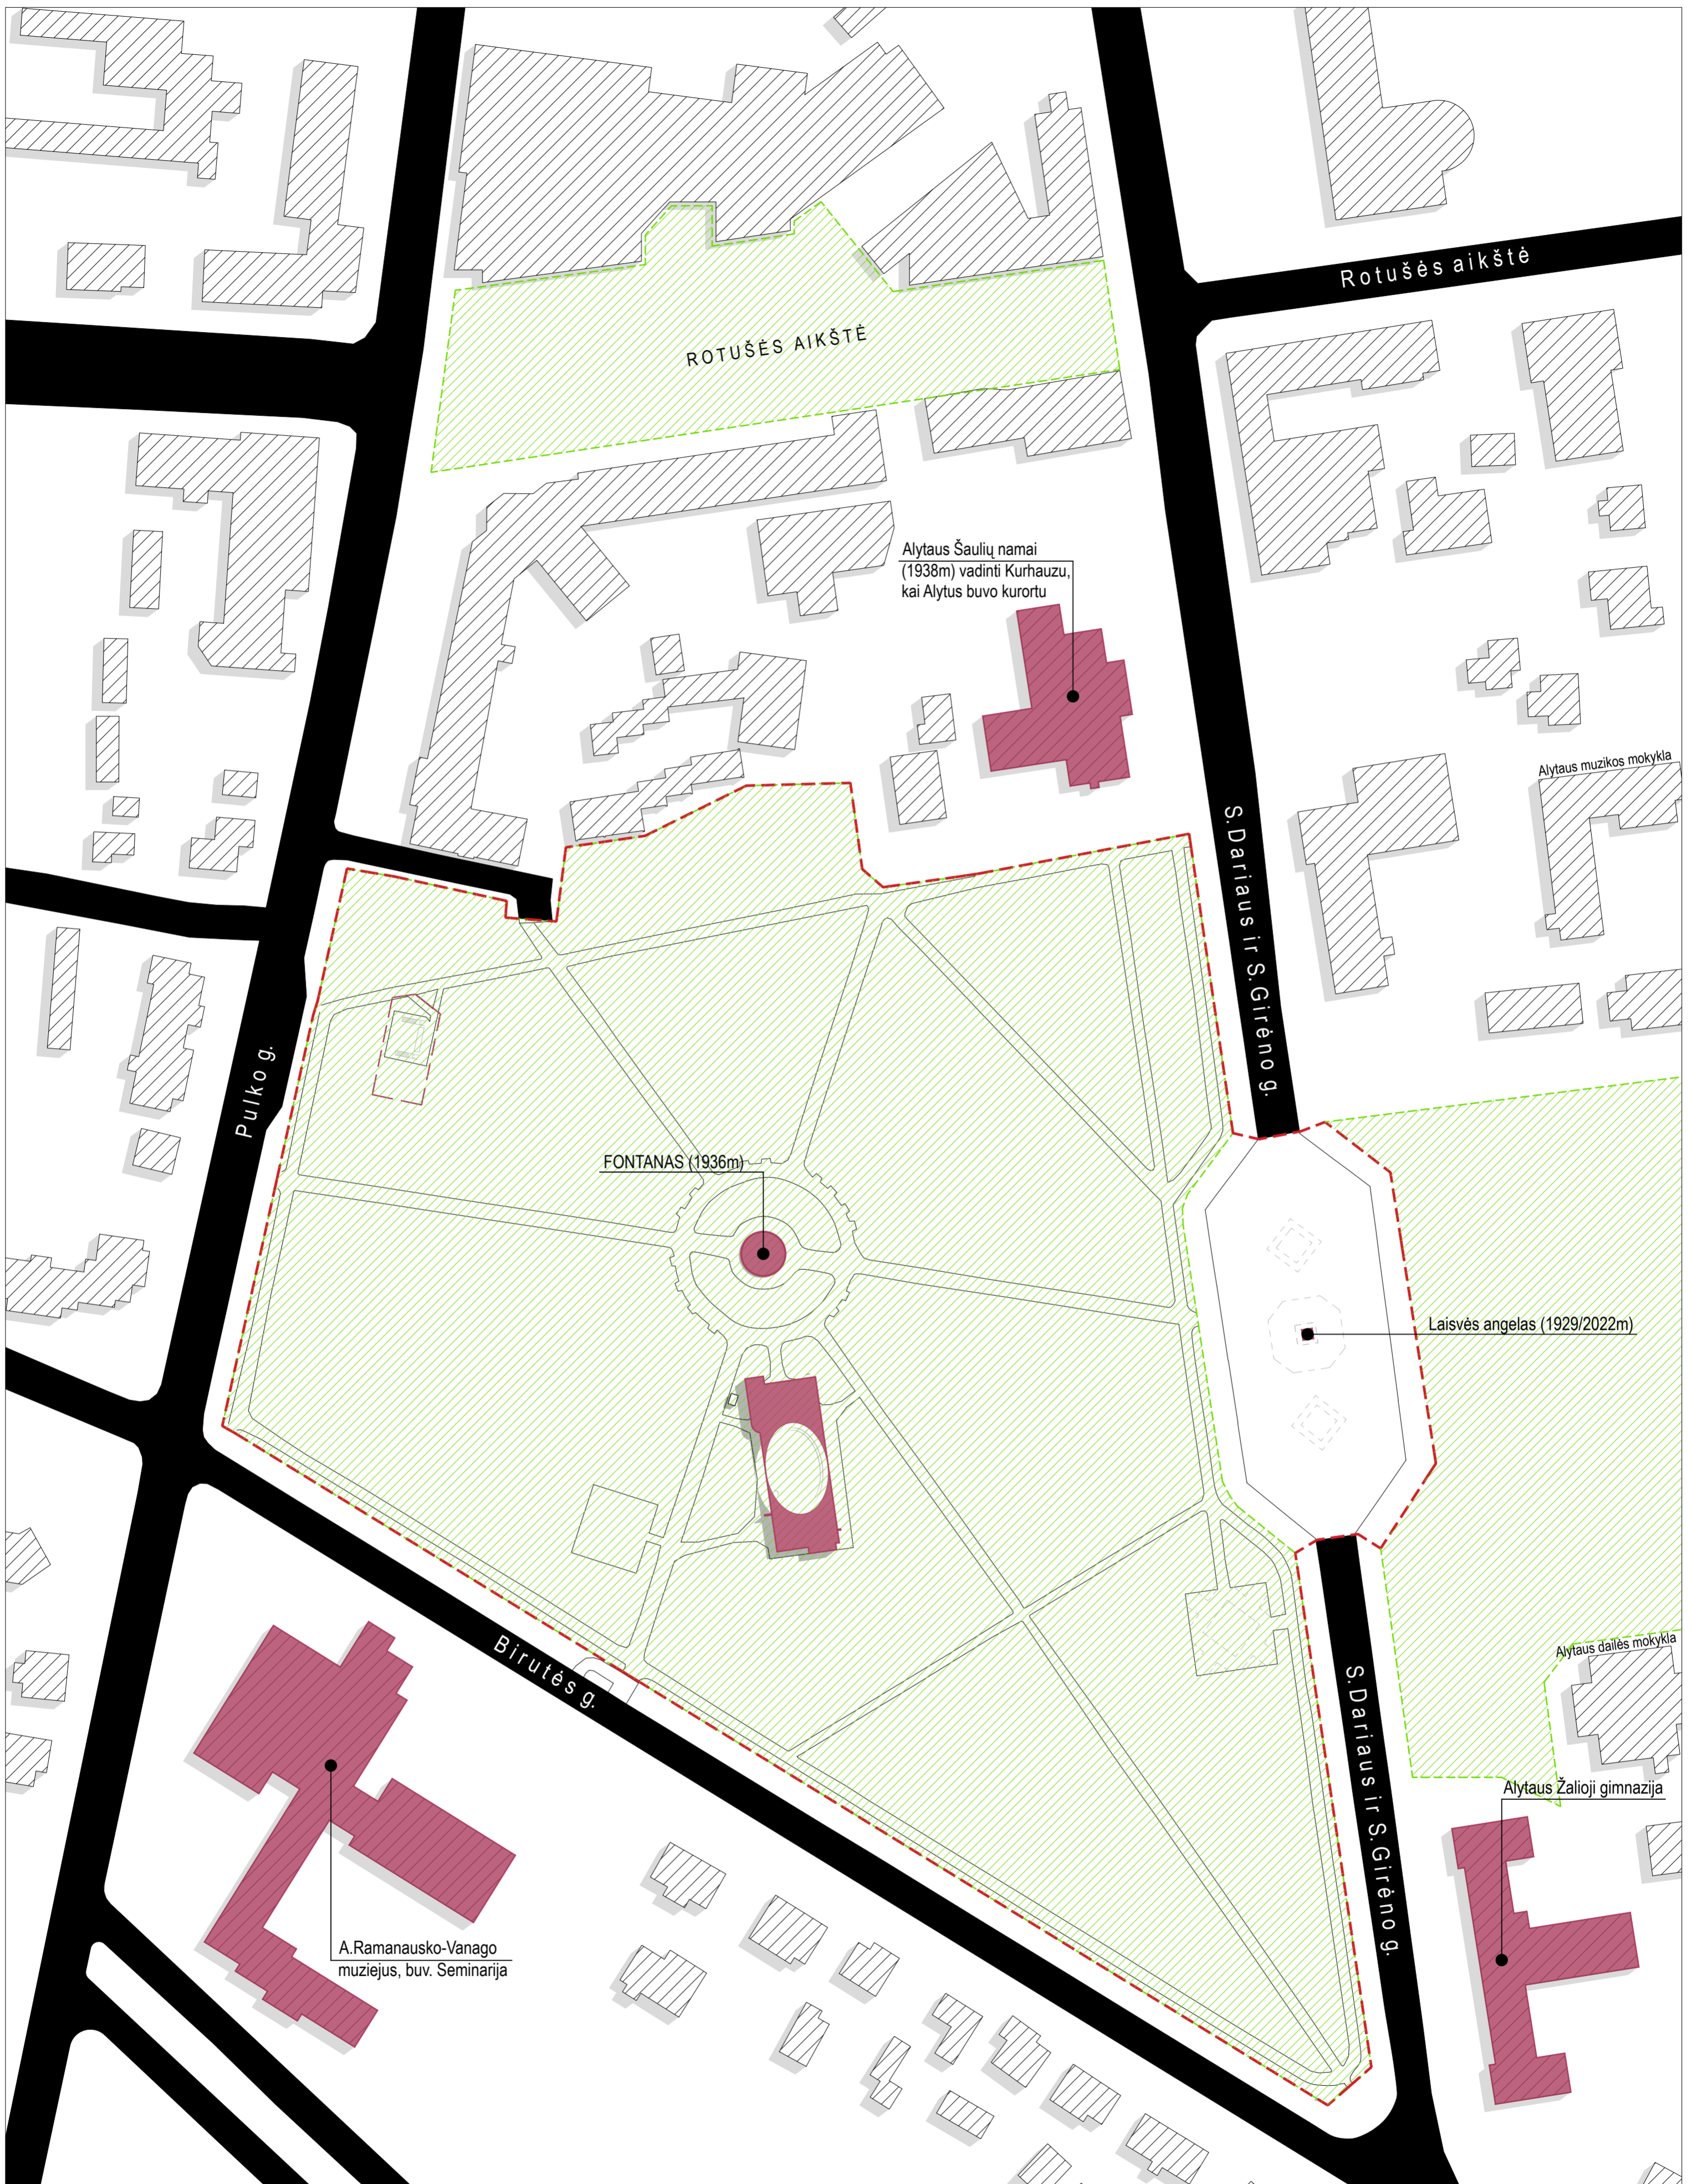 Rotušės aikštė
ROTUŠĖS AIKŠTĖ
Alytaus Šaulių namai
(1938m) vadinti Kurhauzu,
kai Alytus buvo kurortu
Alytaus muzikos mokykla
S.Dariaus ir S.Girėno g.
Pulko g.
FONTANAS (1936m)
Laisvės angelas (1929/2022m)
Birutės g.
Alytaus dailės mokykla
S.Dariaus ir S.Girėno g.
Alytaus Žalioji gimnazija
A.Ramanausko-Vanago
muziejus, buv. Seminarija